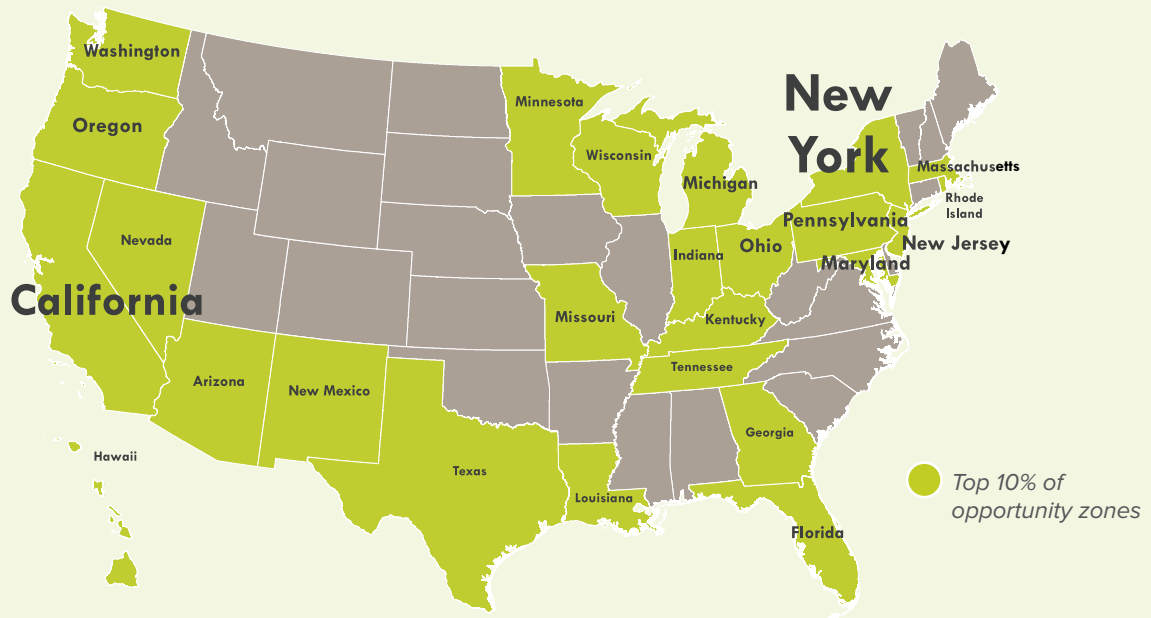 Washington
Oregon
Nevada
California
Arizona
New Mexico
Hawaii
Texas
Minnesota
Wisconsin
Michigan
Missouri
Indiana
Ohio
Kentucky
Tennessee
Georgia
Louisiana
Florida
New
York
Massachusetts
Rhode
Island
Pennsylvania
New Jersey
Maryland
Top 10% of
opportunity zones